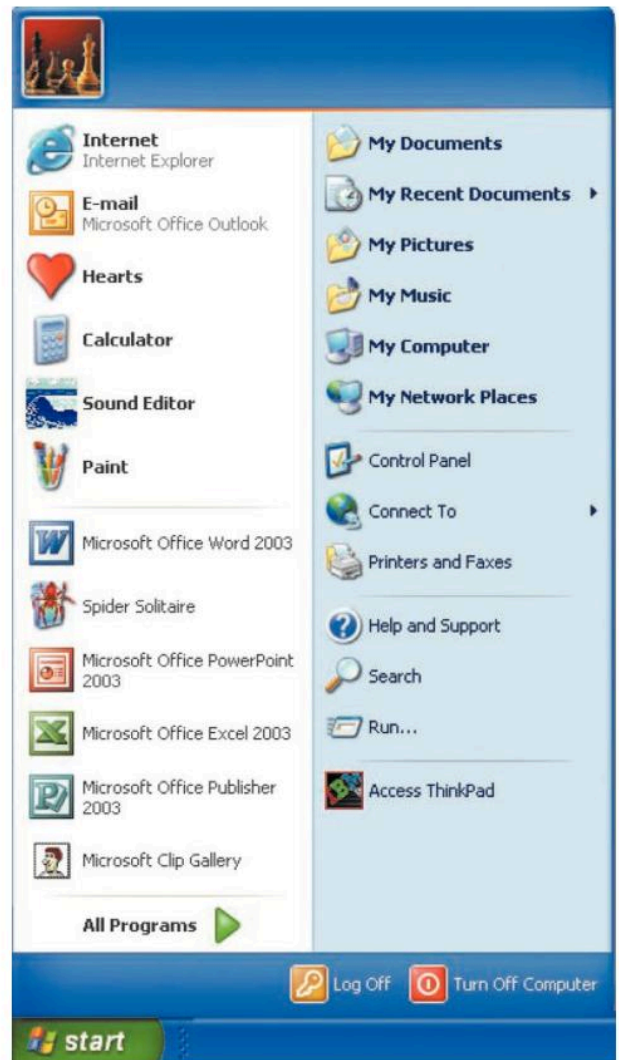 Internet
Internet Explorer
E-mail
Microsoft Office Outlook
Hearts
Calculator
Sound Editor
Paint
Microsoft Office Word 2003
Spider Solitaire
Microsoft Office PowerPoint
2003
Microsoft Office Excel 2003
Microsoft Office Publisher
2003
Microsoft Clip Gallery
All Programs
My Documents
My Recent Documents
My Pictures
My Music
My Computer
My Network Places
Control Panel
Connect To
Printers and Faxes
Help and Support
Search
Run...
Access ThinkPad
Log Off
Turn Off Computer
start